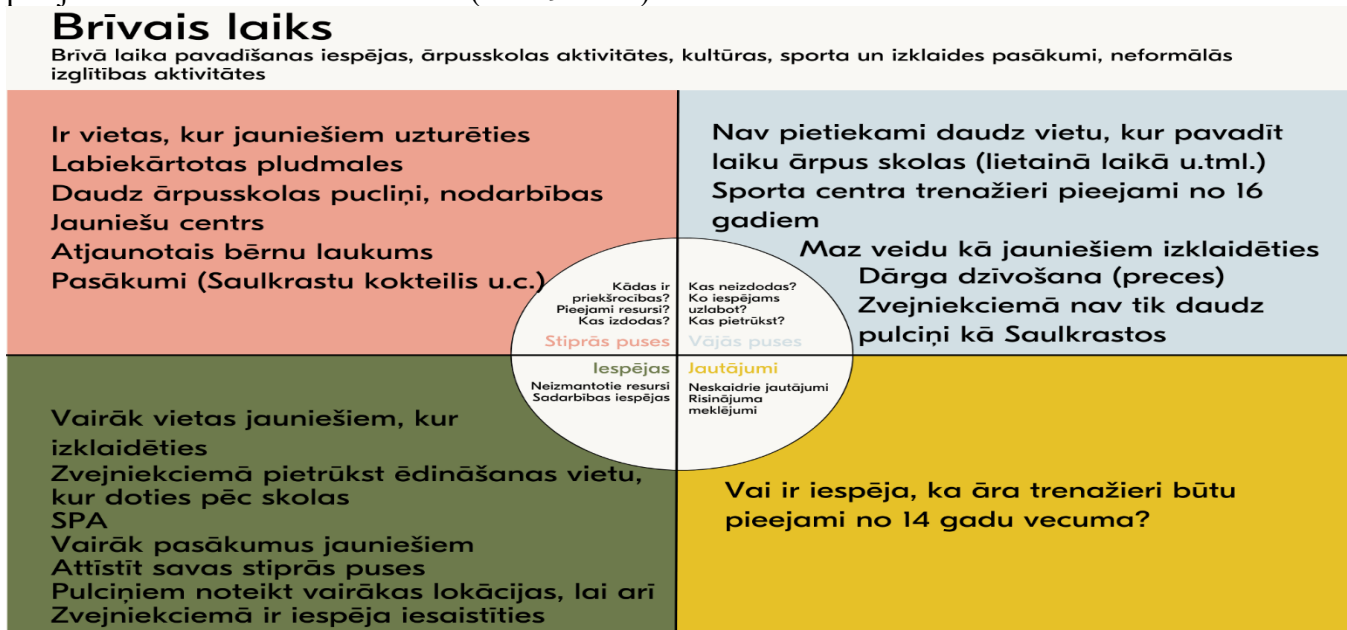 Brīvais laiks
Brīvā laika pavadīšanas iespējas, ārpusskolas aktivitātes, kultūras, sporta un izklaides pasākumi, neformālās
izglītības aktivitātes
Ir vietas, kur jauniešiem uzturēties
Labiekārtotas pludmales
Daudz ārpusskolas pucliņi, nodarbības
Jauniešu centrs
Atjaunotais bērnu laukums
Pasākumi (Saulkrastu kokteilis u.c.)
Nav pietiekami daudz vietu, kur pavadīt
laiku ārpus skolas (lietainā laikā u.tml.)
Sporta centra trenažieri pieejami no 16
gadiem
Maz veidu kā jauniešiem izklaidēties
Dārga dzīvošana (preces)
Zvejniekciemā nav tik daudz
pulciņi kā Saulkrastos
Kādas ir
priekšrocības?
Pieejami resursi?
Kas izdodas?
Stiprās puses
Kas neizdodas?
Ko iespējams
uzlabot?
Kas pietrūkst?
Vājās puses
Iespējas
Neizmantotie resursi
Sadarbības iespējas
Jautājumi
Neskaidrie jautājumi
Risinājuma
meklējumi
Vairāk vietas jauniešiem, kur
izklaidēties
Zvejniekciemā pietrūkst ēdināšanas vietu,
kur doties pēc skolas
SPA
Vairāk pasākumus jauniešiem
Attīstīt savas stiprās puses
Pulciņiem noteikt vairākas lokācijas, lai arī
Zvejniekciemā ir iespēja iesaistīties
Vai ir iespēja, ka āra trenažieri būtu
pieejami no 14 gadu vecuma?